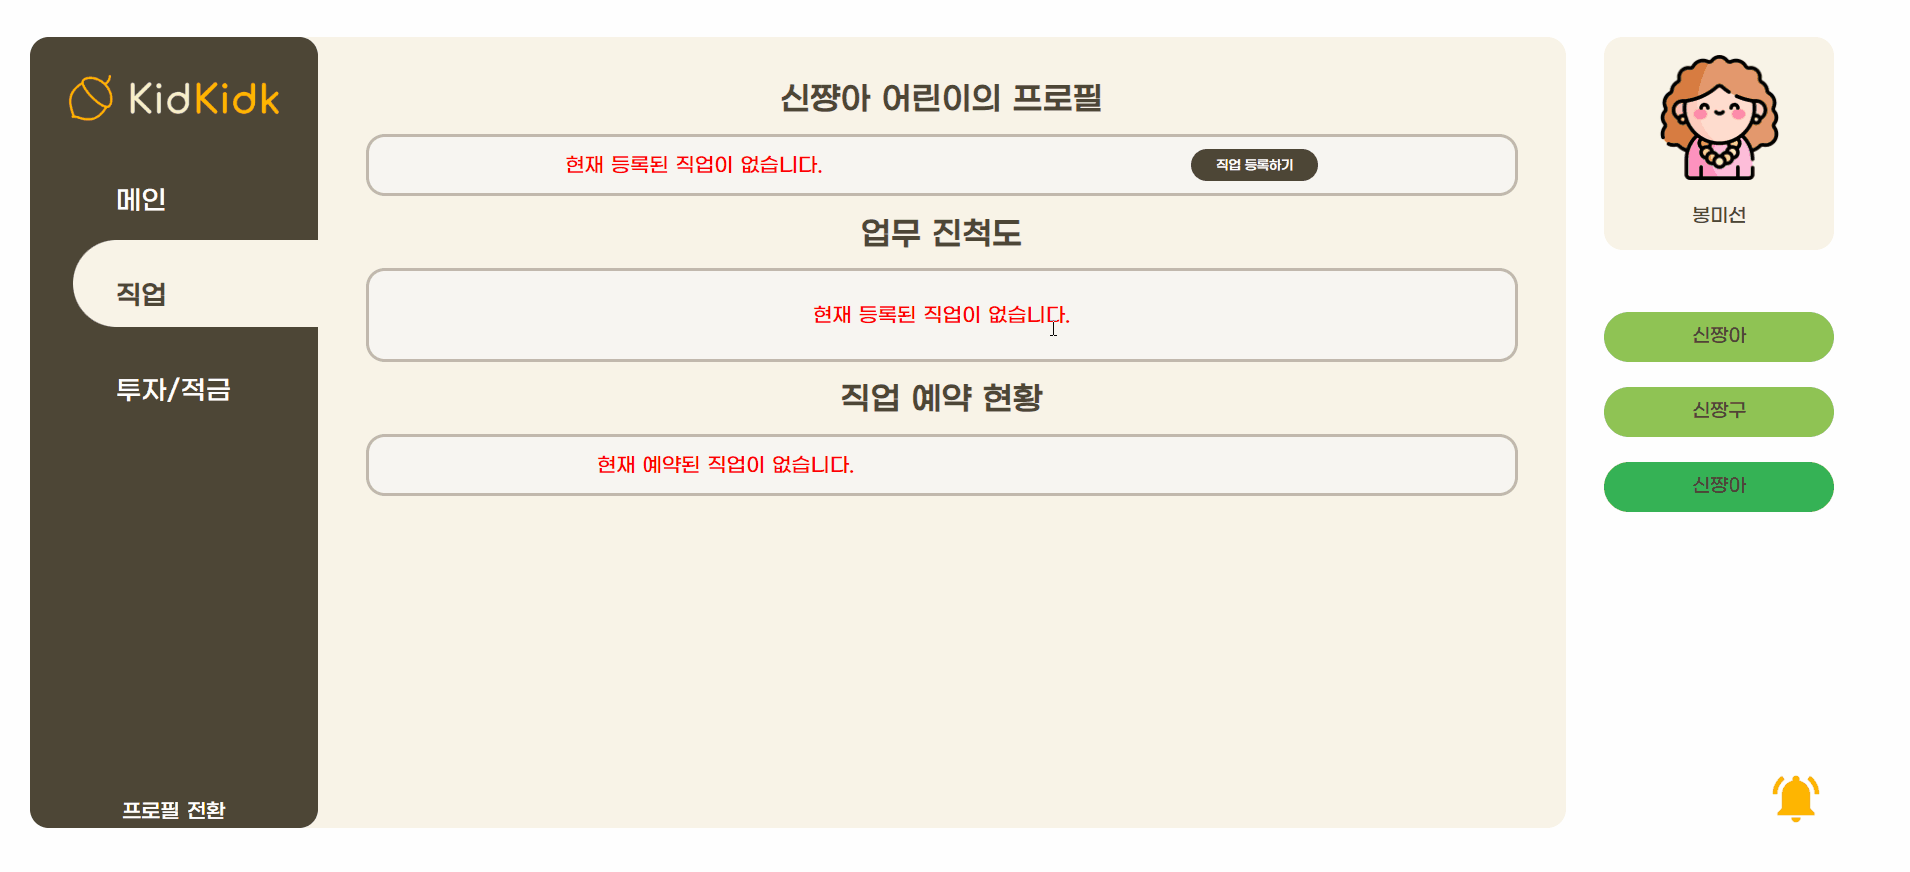 KidKidk
메인
직업
투자/적금
프로필 전환
신쨩아 어린이의 프로필
현재 등록된 직업이 없습니다.
직업 등록하기
업무 진척도
현재 등록된 직업이 없습니다.
직업 예약 현황
현재 예약된 직업이 없습니다.
봉미선
신짱아
신짱구
신쨩아